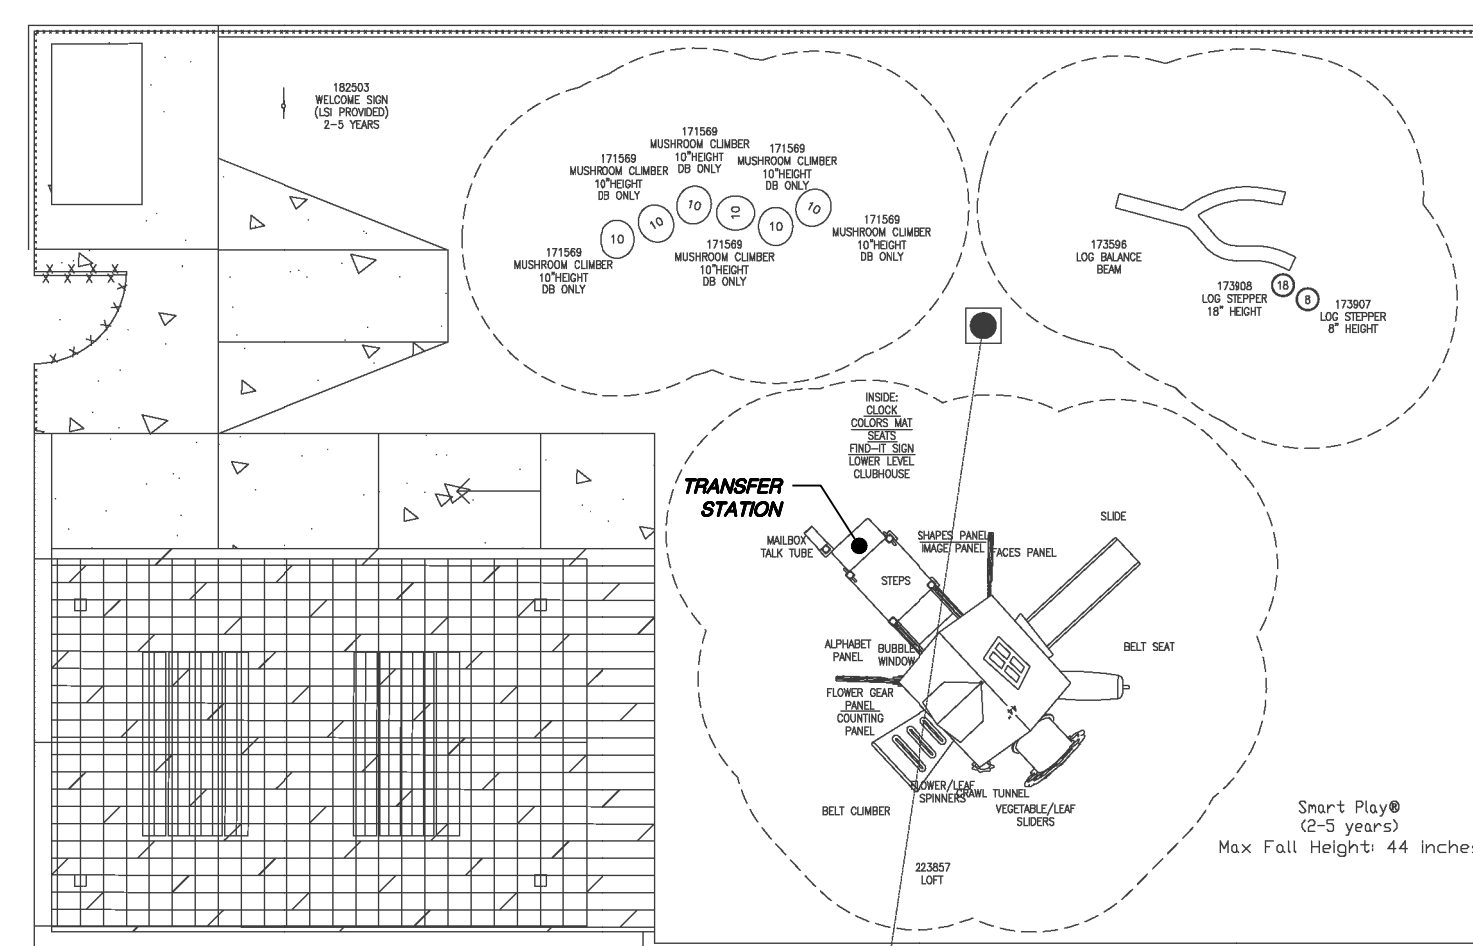 182503
WELCOME SIGN
(LSI PROVIDED)
2-5 YEARS
171569
MUSHROOM CLIMBER
10"HEIGHT
DB ONLY
171569
MUSHROOM CLIMBER
10"HEIGHT
DB ONLY
171569
MUSHROOM CLIMBER
10"HEIGHT
DB ONLY
10
10
10
10
10
10
171569
MUSHROOM CLIMBER
10"HEIGHT
DB ONLY
171569
MUSHROOM CLIMBER
10"HEIGHT
DB ONLY
171569
MUSHROOM CLIMBER
10"HEIGHT
DB ONLY
173596
LOG BALANCE
BEAM
173908
LOG STEPPER
18" HEIGHT
18
8
173907
LOG STEPPER
8" HEIGHT
INSIDE:
CLOCK
COLORS MAT
SEATS
FIND-IT SIGN
LOWER LEVEL
CLUBHOUSE
TRANSFER
STATION
MAILBOX
TALK TUBE
STEPS
SHAPES PANEL
IMAGE PANEL
FACES PANEL
SLIDE
ALPHABET
PANEL
BUBBLE
WINDOW
BELT SEAT
FLOWER GEAR
PANEL
COUNTING
PANEL
44"
FLOWER/LEAF
SPINNERS
CRAWL TUNNEL
VEGETABLE/LEAF
SLIDERS
BELT CLIMBER
223857
LOFT
Smart Play®
(2-5 years)
Max Fall Height: 44 inches